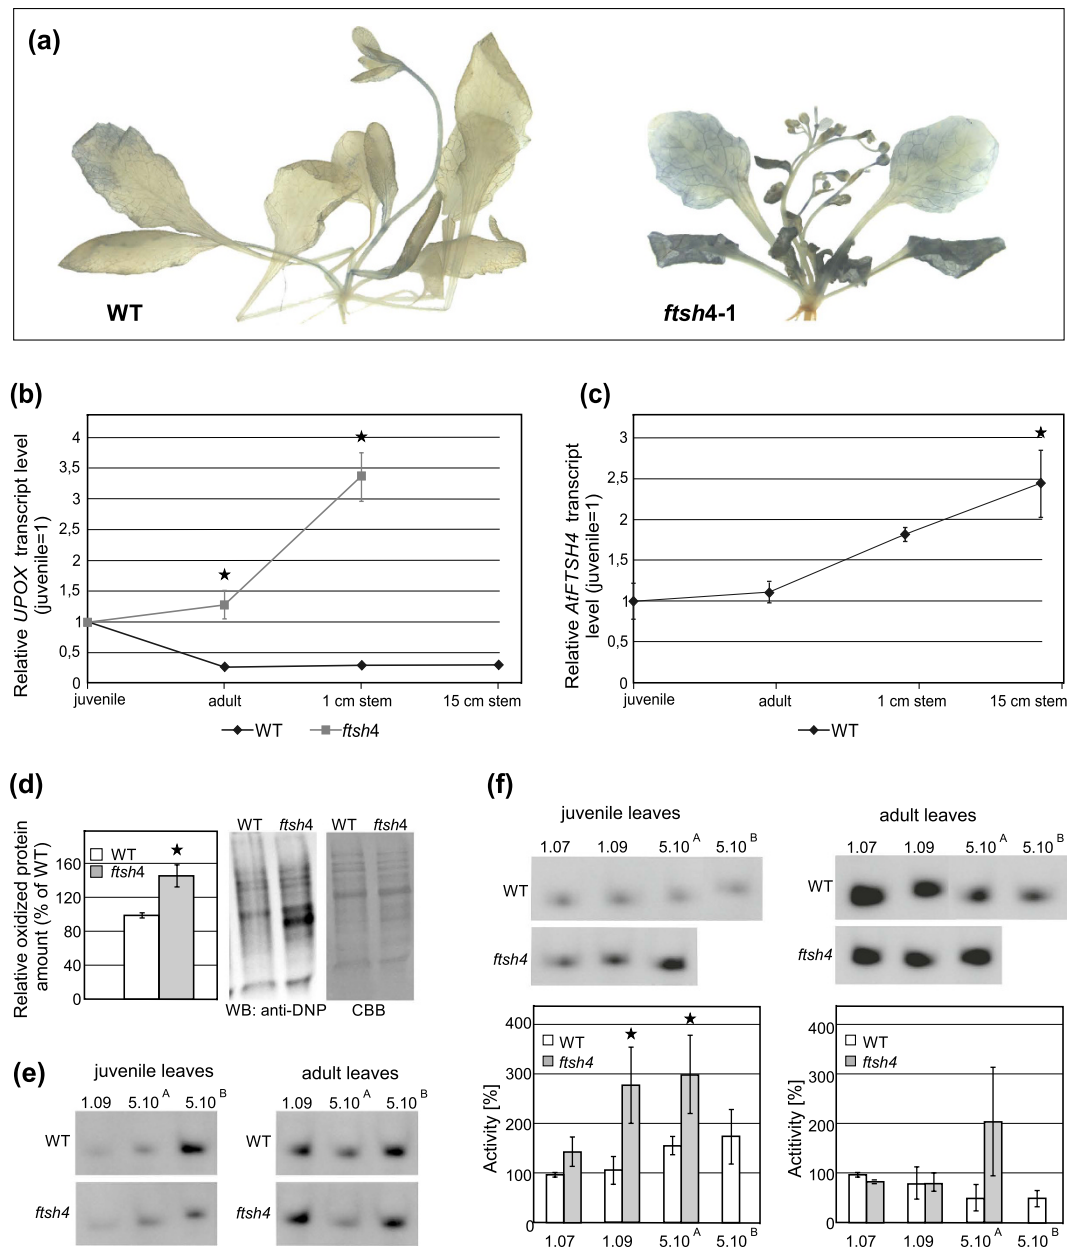 (a)
WT
ftsh4-1
(b)
Relative UPOX transcript level
(juvenile=1)
4
3,5
3
2,5
2
1,5
1
0,5
0
juvenile
adult
1 cm stem
15 cm stem
WT
ftsh4
(c)
Relative AtFTSH4 transcript
level (juvenile=1)
3
2,5
2
1,5
1
0,5
0
juvenile
adult
1 cm stem
15 cm stem
WT
(d)
Relative oxidized protein
amount (% of WT)
160
120
80
40
0
WT
ftsh4
WT ftsh4
WT ftsh4
WB: anti-DNP
CBB
(e)
juvenile leaves
adult leaves
1.09 5.10 A 5.10 B
1.09 5.10 A 5.10 B
WT
WT
ftsh4
ftsh4
(f)
juvenile leaves
adult leaves
1.07 1.09 5.10 A 5.10 B
1.07 1.09 5.10 A 5.10 B
WT
WT
ftsh4
ftsh4
Activity [%]
400
300
200
100
0
WT
ftsh4
1.07 1.09 5.10 A 5.10 B
Actitivity [%]
400
300
200
100
0
WT
ftsh4
1.07 1.09 5.10 A 5.10 B